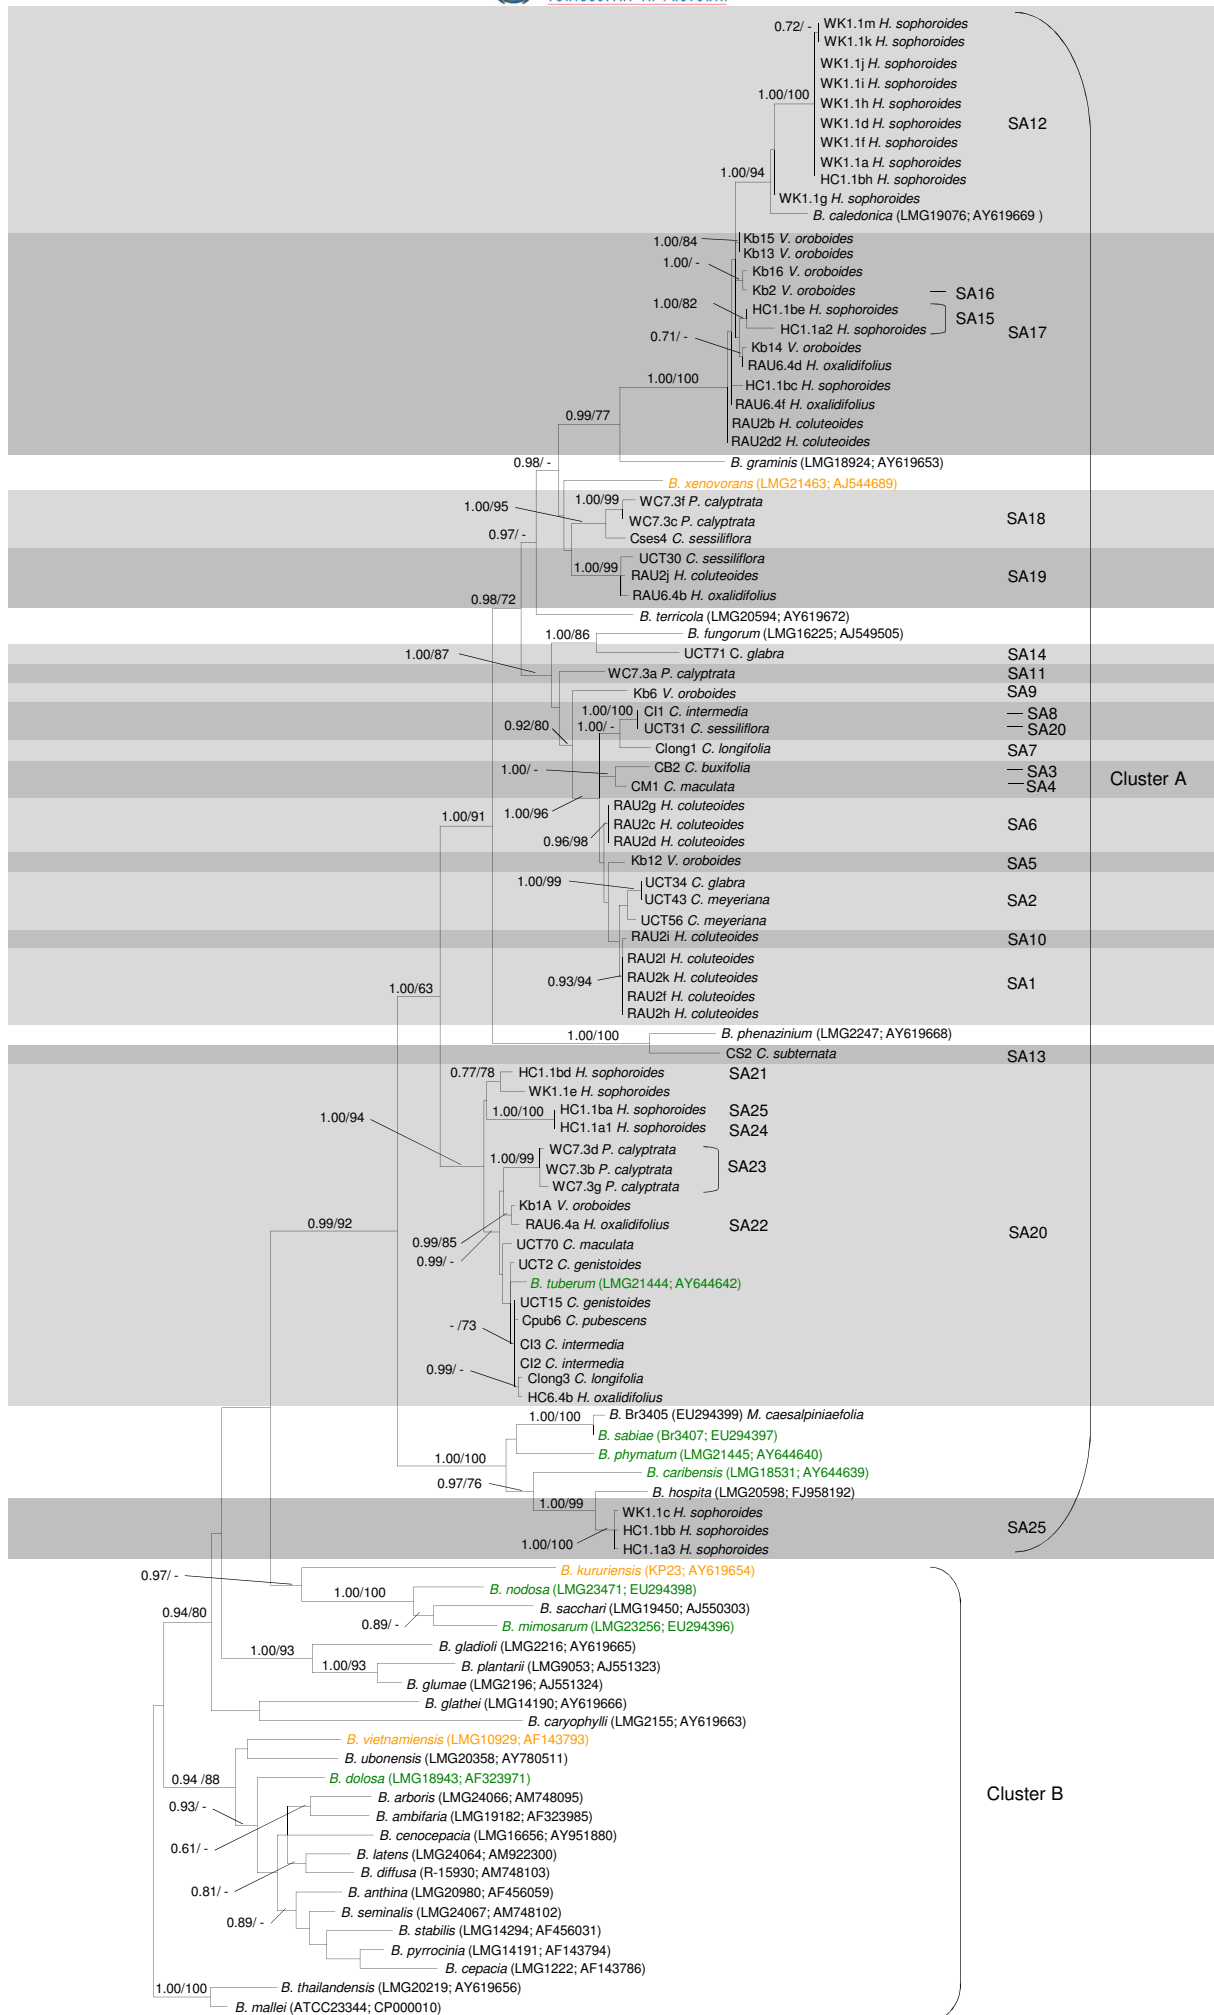 WK1.1m H. sophoroides
0.72/ -
WK1.1k H. sophoroides
WK1.1j H. sophoroides
WK1.1i H. sophoroides
1.00/100
WK1.1h H. sophoroides
WK1.1d H. sophoroides
SA12
WK1.1f H. sophoroides
WK1.1a H. sophoroides
1.00/94
HC1.1bh H. sophoroides
WK1.1g H. sophoroides
B. caledonica (LMG19076; AY619669 )
1.00/84
Kb15 V. oroboides
Kb13 V. oroboides
1.00/ -
Kb16 V. oroboides
Kb2 V. oroboides
SA16
1.00/82
HC1.1be H. sophoroides
SA15
HC1.1a2 H. sophoroides
SA17
0.71/ -
Kb14 V. oroboides
RAU6.4d H. oxalidifolius
1.00/100
HC1.1bc H. sophoroides
RAU6.4f H. oxalidifolius
0.99/77
RAU2b H. coluteoides
RAU2d2 H. coluteoides
0.98/ -
B. graminis (LMG18924; AY619653)
B. xenovorans (LMG21463; AJ544689)
1.00/95
1.00/99
WC7.3f P. calyptrata
WC7.3c P. calyptrata
SA18
0.97/ -
Cses4 C. sessiliflora
UCT30 C. sessiliflora
1.00/99
RAU2j H. coluteoides
SA19
RAU6.4b H. oxalidifolius
0.98/72
B. terricola (LMG20594; AY619672)
1.00/86
B. fungorum (LMG16225; AJ549505)
1.00/87
UCT71 C. glabra
SA14
WC7.3a P. calyptrata
SA11
Kb6 V. oroboides
SA9
1.00/100
CI1 C. intermedia
SA8
0.92/80
1.00/ -
UCT31 C. sessiliflora
SA20
Clong1 C. longifolia
SA7
1.00/ -
CB2 C. buxifolia
SA3
Cluster A
CM1 C. maculata
SA4
1.00/96
RAU2g H. coluteoides
1.00/91
RAU2c H. coluteoides
SA6
0.96/98
RAU2d H. coluteoides
Kb12 V. oroboides
SA5
1.00/99
UCT34 C. glabra
UCT43 C. meyeriana
SA2
UCT56 C. meyeriana
RAU2i H. coluteoides
SA10
RAU2l H. coluteoides
0.93/94
RAU2k H. coluteoides
SA1
1.00/63
RAU2f H. coluteoides
RAU2h H. coluteoides
1.00/100
B. phenazinium (LMG2247; AY619668)
CS2 C. subternata
SA13
0.77/78
HC1.1bd H. sophoroides
SA21
WK1.1e H. sophoroides
1.00/94
1.00/100
HC1.1ba H. sophoroides
SA25
HC1.1a1 H. sophoroides
SA24
WC7.3d P. calyptrata
1.00/99
WC7.3b P. calyptrata
SA23
WC7.3g P. calyptrata
Kb1A V. oroboides
0.99/92
RAU6.4a H. oxalidifolius
SA22
SA20
0.99/85
UCT70 C. maculata
0.99/ -
UCT2 C. genistoides
B. tuberum (LMG21444; AY644642)
UCT15 C. genistoides
- /73
Cpub6 C. pubescens
CI3 C. intermedia
CI2 C. intermedia
0.99/ -
Clong3 C. longifolia
HC6.4b H. oxalidifolius
1.00/100
B. Br3405 (EU294399) M. caesalpiniaefolia
B. sabiae (Br3407; EU294397)
1.00/100
B. phymatum (LMG21445; AY644640)
B. caribensis (LMG18531; AY644639)
0.97/76
B. hospita (LMG20598; FJ958192)
1.00/99
WK1.1c H. sophoroides
HC1.1bb H. sophoroides
SA25
1.00/100
HC1.1a3 H. sophoroides
0.97/ -
B. kururiensis (KP23; AY619654)
1.00/100
B. nodosa (LMG23471; EU294398)
B. sacchari (LMG19450; AJ550303)
0.94/80
0.89/ -
B. mimosarum (LMG23256; EU294396)
1.00/93
B. gladioli (LMG2216; AY619665)
1.00/93
B. plantarii (LMG9053; AJ551323)
B. glumae (LMG2196; AJ551324)
B. glathei (LMG14190; AY619666)
B. caryophylli (LMG2155; AY619663)
B. vietnamiensis (LMG10929; AF143793)
B. ubonensis (LMG20358; AY780511)
0.94 /88
B. dolosa (LMG18943; AF323971)
Cluster B
0.93/ -
B. arboris (LMG24066; AM748095)
B. ambifaria (LMG19182; AF323985)
0.61/ -
B. cenocepacia (LMG16656; AY951880)
B. latens (LMG24064; AM922300)
B. diffusa (R-15930; AM748103)
0.81/ -
B. anthina (LMG20980; AF456059)
0.89/ -
B. seminalis (LMG24067; AM748102)
B. stabilis (LMG14294; AF456031)
B. pyrrocinia (LMG14191; AF143794)
B. cepacia (LMG1222; AF143786)
1.00/100
B. thailandensis (LMG20219; AY619656)
B. mallei (ATCC23344; CP000010)